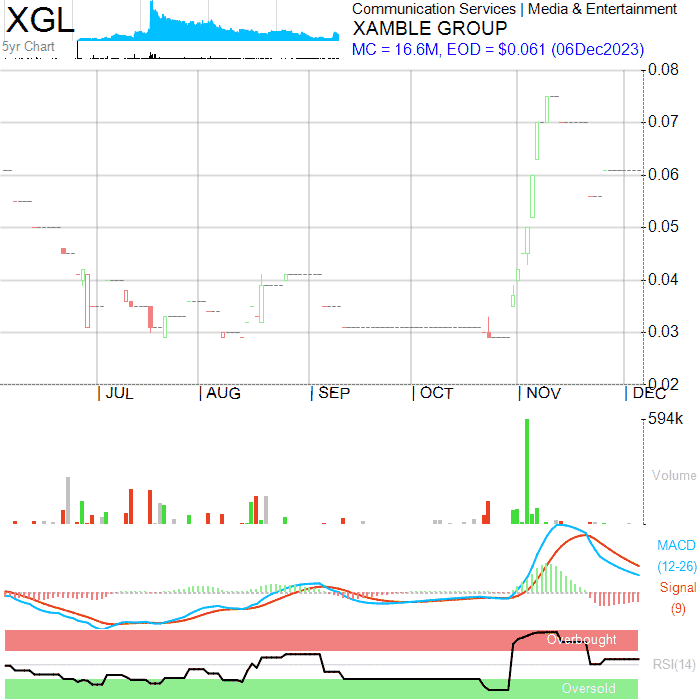 XGL
5yr Chart
Communication Services | Media & Entertainment
XAMBLE GROUP
MC = 16.6M, EOD = $0.061 (06Dec2023)
0.08
0.07
0.06
0.05
0.04
0.03
0.02
JUL
AUG
SEP
OCT
NOV
DEC
594k
Volume
MACD
(12-26)
Signal
(9)
Overbought
RSI(14)
Oversold